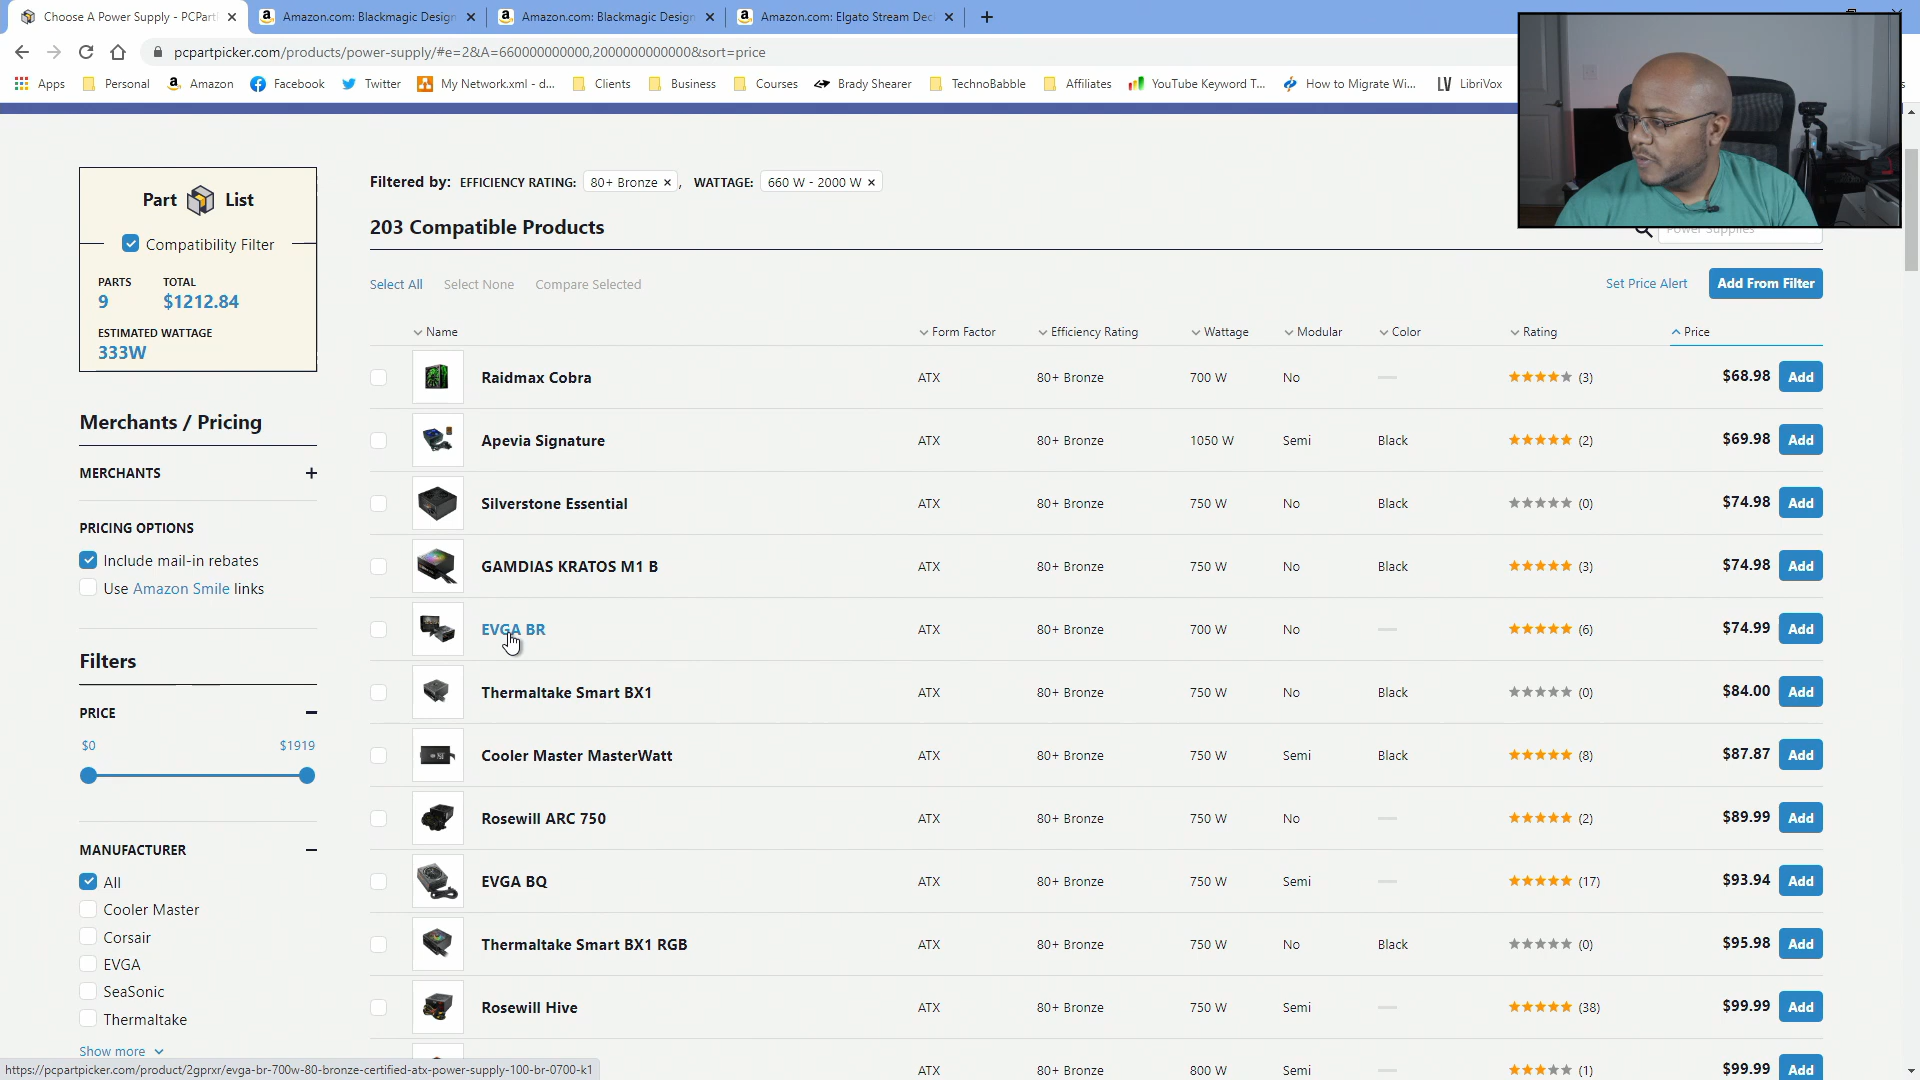 Choose A Power Supply - PCPart
Amazon.com: Blackmagic Design
Amazon.com: Blackmagic Design
Amazon.com: Elgato Stream Dec
pcpartpicker.com/products/power-supply/#e=2&A=660000000000,2000000000000&sort=price
Apps
Personal
Amazon
Facebook
Twitter
My Network.xml - d...
Clients
Business
Courses
Brady Shearer
TechnoBabble
Affiliates
YouTube Keyword T...
How to Migrate Wi...
LibriVox
Part List
Compatibility Filter
PARTS TOTAL
9 $1212.84
ESTIMATED WATTAGE
333W
Merchants / Pricing
MERCHANTS +
PRICING OPTIONS
Include mail-in rebates
Use Amazon Smile links
Filters
PRICE
$0 $1919
MANUFACTURER
All
Cooler Master
Corsair
EVGA
SeaSonic
Thermaltake
Show more
Filtered by: EFFICIENCY RATING: 80+ Bronze ×, WATTAGE: 660 W - 2000 W ×
203 Compatible Products
Power Supplies
Select All Select None Compare Selected Set Price Alert Add From Filter
Name Form Factor Efficiency Rating Wattage Modular Color Rating Price
Raidmax Cobra ATX 80+ Bronze 700 W No (3) $68.98 Add
Apevia Signature ATX 80+ Bronze 1050 W Semi Black (2) $69.98 Add
Silverstone Essential ATX 80+ Bronze 750 W No Black (0) $74.98 Add
GAMDIAS KRATOS M1 B ATX 80+ Bronze 750 W No Black (3) $74.98 Add
EVGA BR ATX 80+ Bronze 700 W No (6) $74.99 Add
Thermaltake Smart BX1 ATX 80+ Bronze 750 W No Black (0) $84.00 Add
Cooler Master MasterWatt ATX 80+ Bronze 750 W Semi Black (8) $87.87 Add
Rosewill ARC 750 ATX 80+ Bronze 750 W No (2) $89.99 Add
EVGA BQ ATX 80+ Bronze 750 W Semi (17) $93.94 Add
Thermaltake Smart BX1 RGB ATX 80+ Bronze 750 W No Black (0) $95.98 Add
Rosewill Hive ATX 80+ Bronze 750 W Semi (38) $99.99 Add
ATX 80+ Bronze 800 W Semi (1) $99.99 Add
https://pcpartpicker.com/product/2gprxr/evga-br-700w-80-bronze-certified-atx-power-supply-100-br-0700-k1